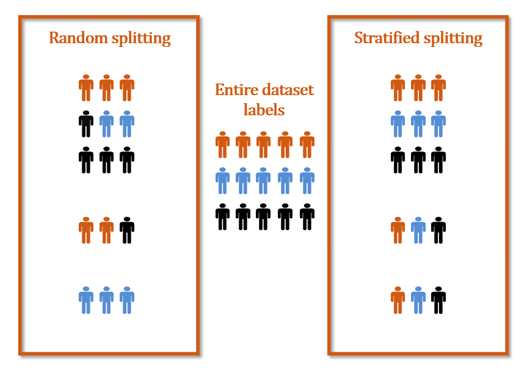 Random splitting
Entire dataset
labels
Stratified splitting